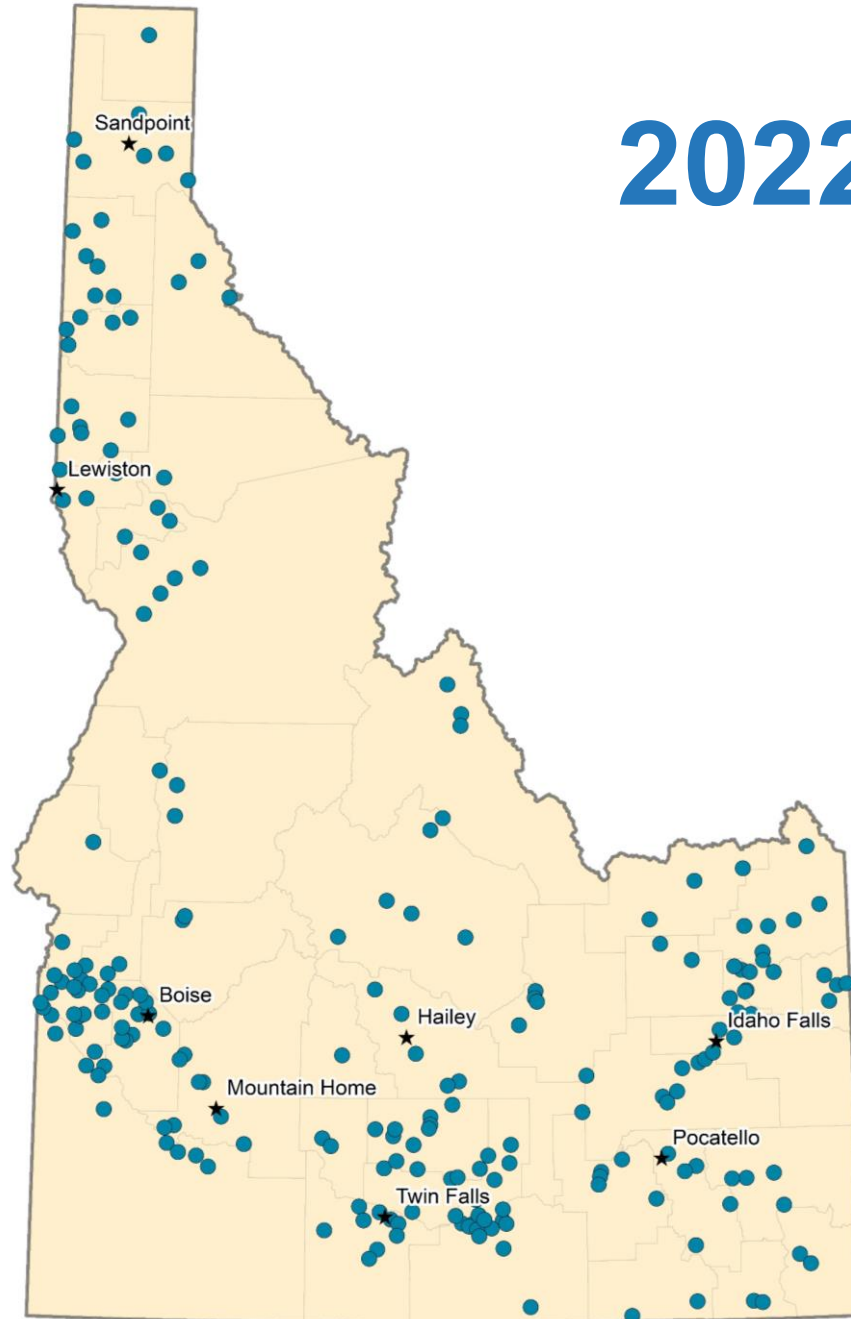 2022
Sandpoint
Lewiston
Boise
Hailey
Idaho Falls
Mountain Home
Pocatello
Twin Falls